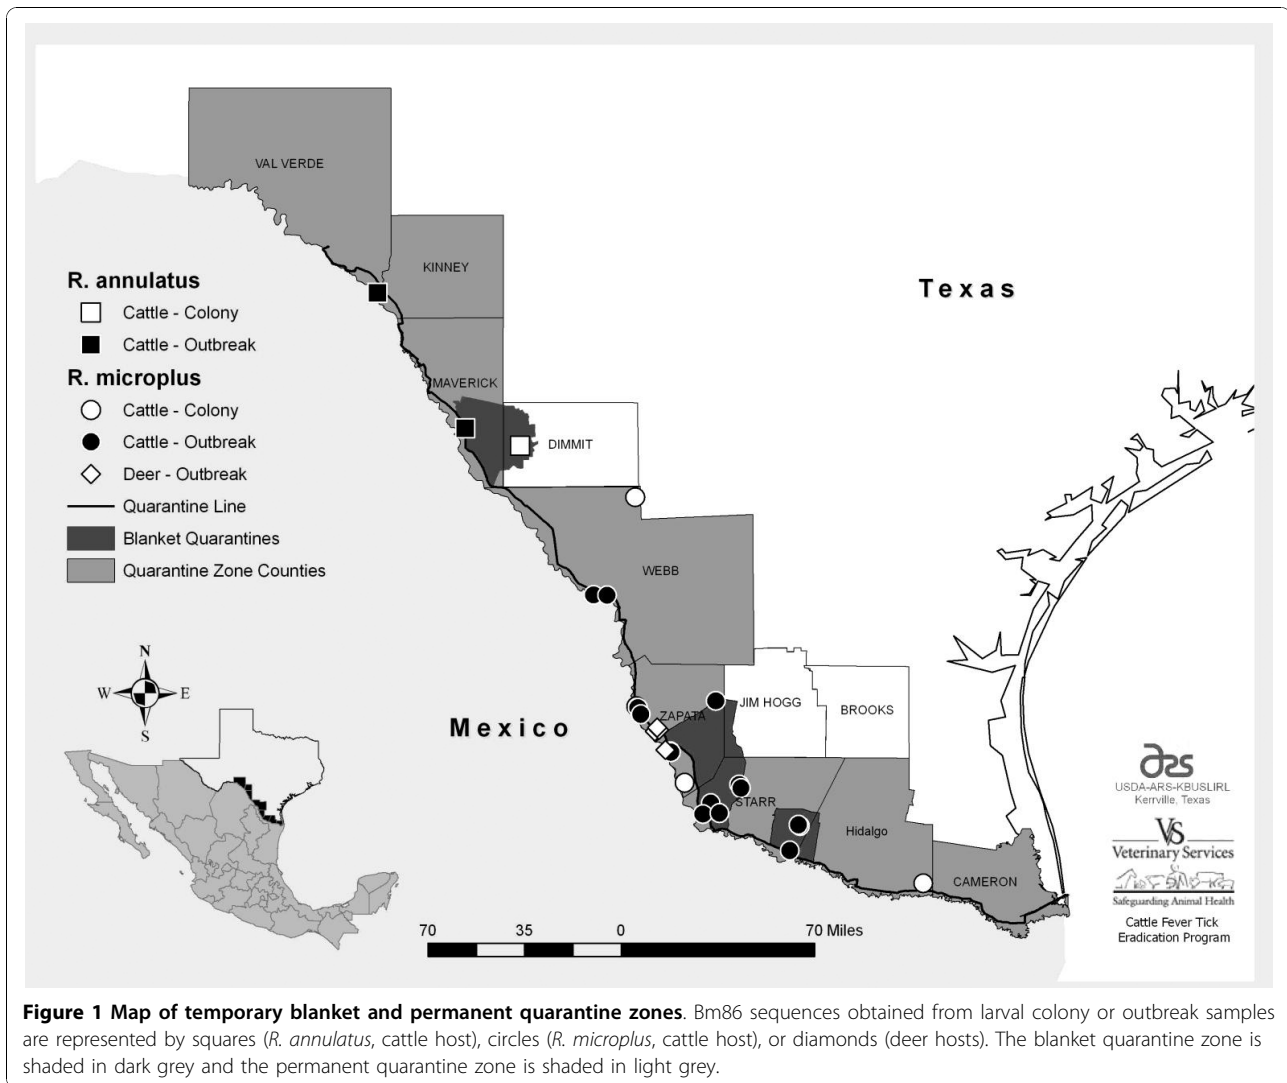 VAL VERDE
KINNEY
Texas
R. annulatus
Cattle - Colony
Cattle - Outbreak
R. microplus
Cattle - Colony
Cattle - Outbreak
Deer - Outbreak
Quarantine Line
Blanket Quarantines
Quarantine Zone Counties
MAVERICK
DIMMIT
WEBB
JIM HOGG
BROOKS
ZAPATA
Mexico
STARR
Hidalgo
CAMERON
N
W E
S
ars
USDA-ARS-KBUSLIRL
Kerrville, Texas
VS
Veterinary Services
Safeguarding Animal Health
Cattle Fever Tick
Eradication Program
70 35 0 70 Miles
Figure 1 Map of temporary blanket and permanent quarantine zones. Bm86 sequences obtained from larval colony or outbreak samples
are represented by squares (R. annulatus, cattle host), circles (R. microplus, cattle host), or diamonds (deer hosts). The blanket quarantine zone is
shaded in dark grey and the permanent quarantine zone is shaded in light grey.